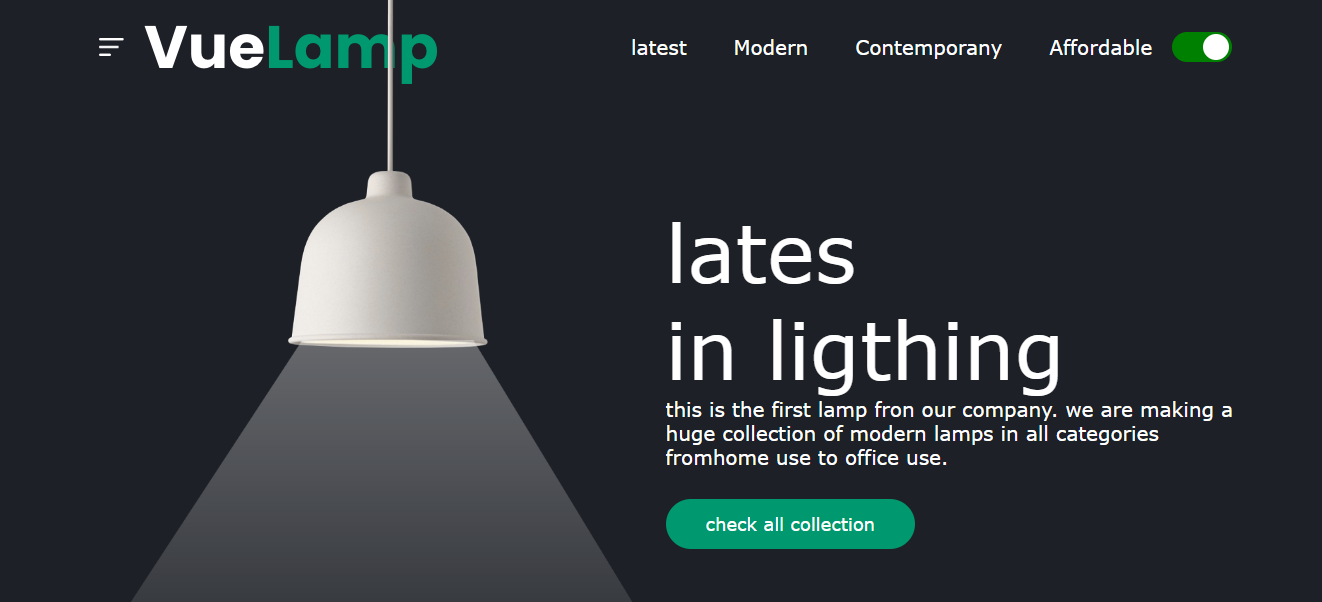 VueLamp
latest Modern Contemporany Affordable
lates
in ligthing
this is the first lamp fron our company. we are making a
huge collection of modern lamps in all categories
fromhome use to office use.
check all collection